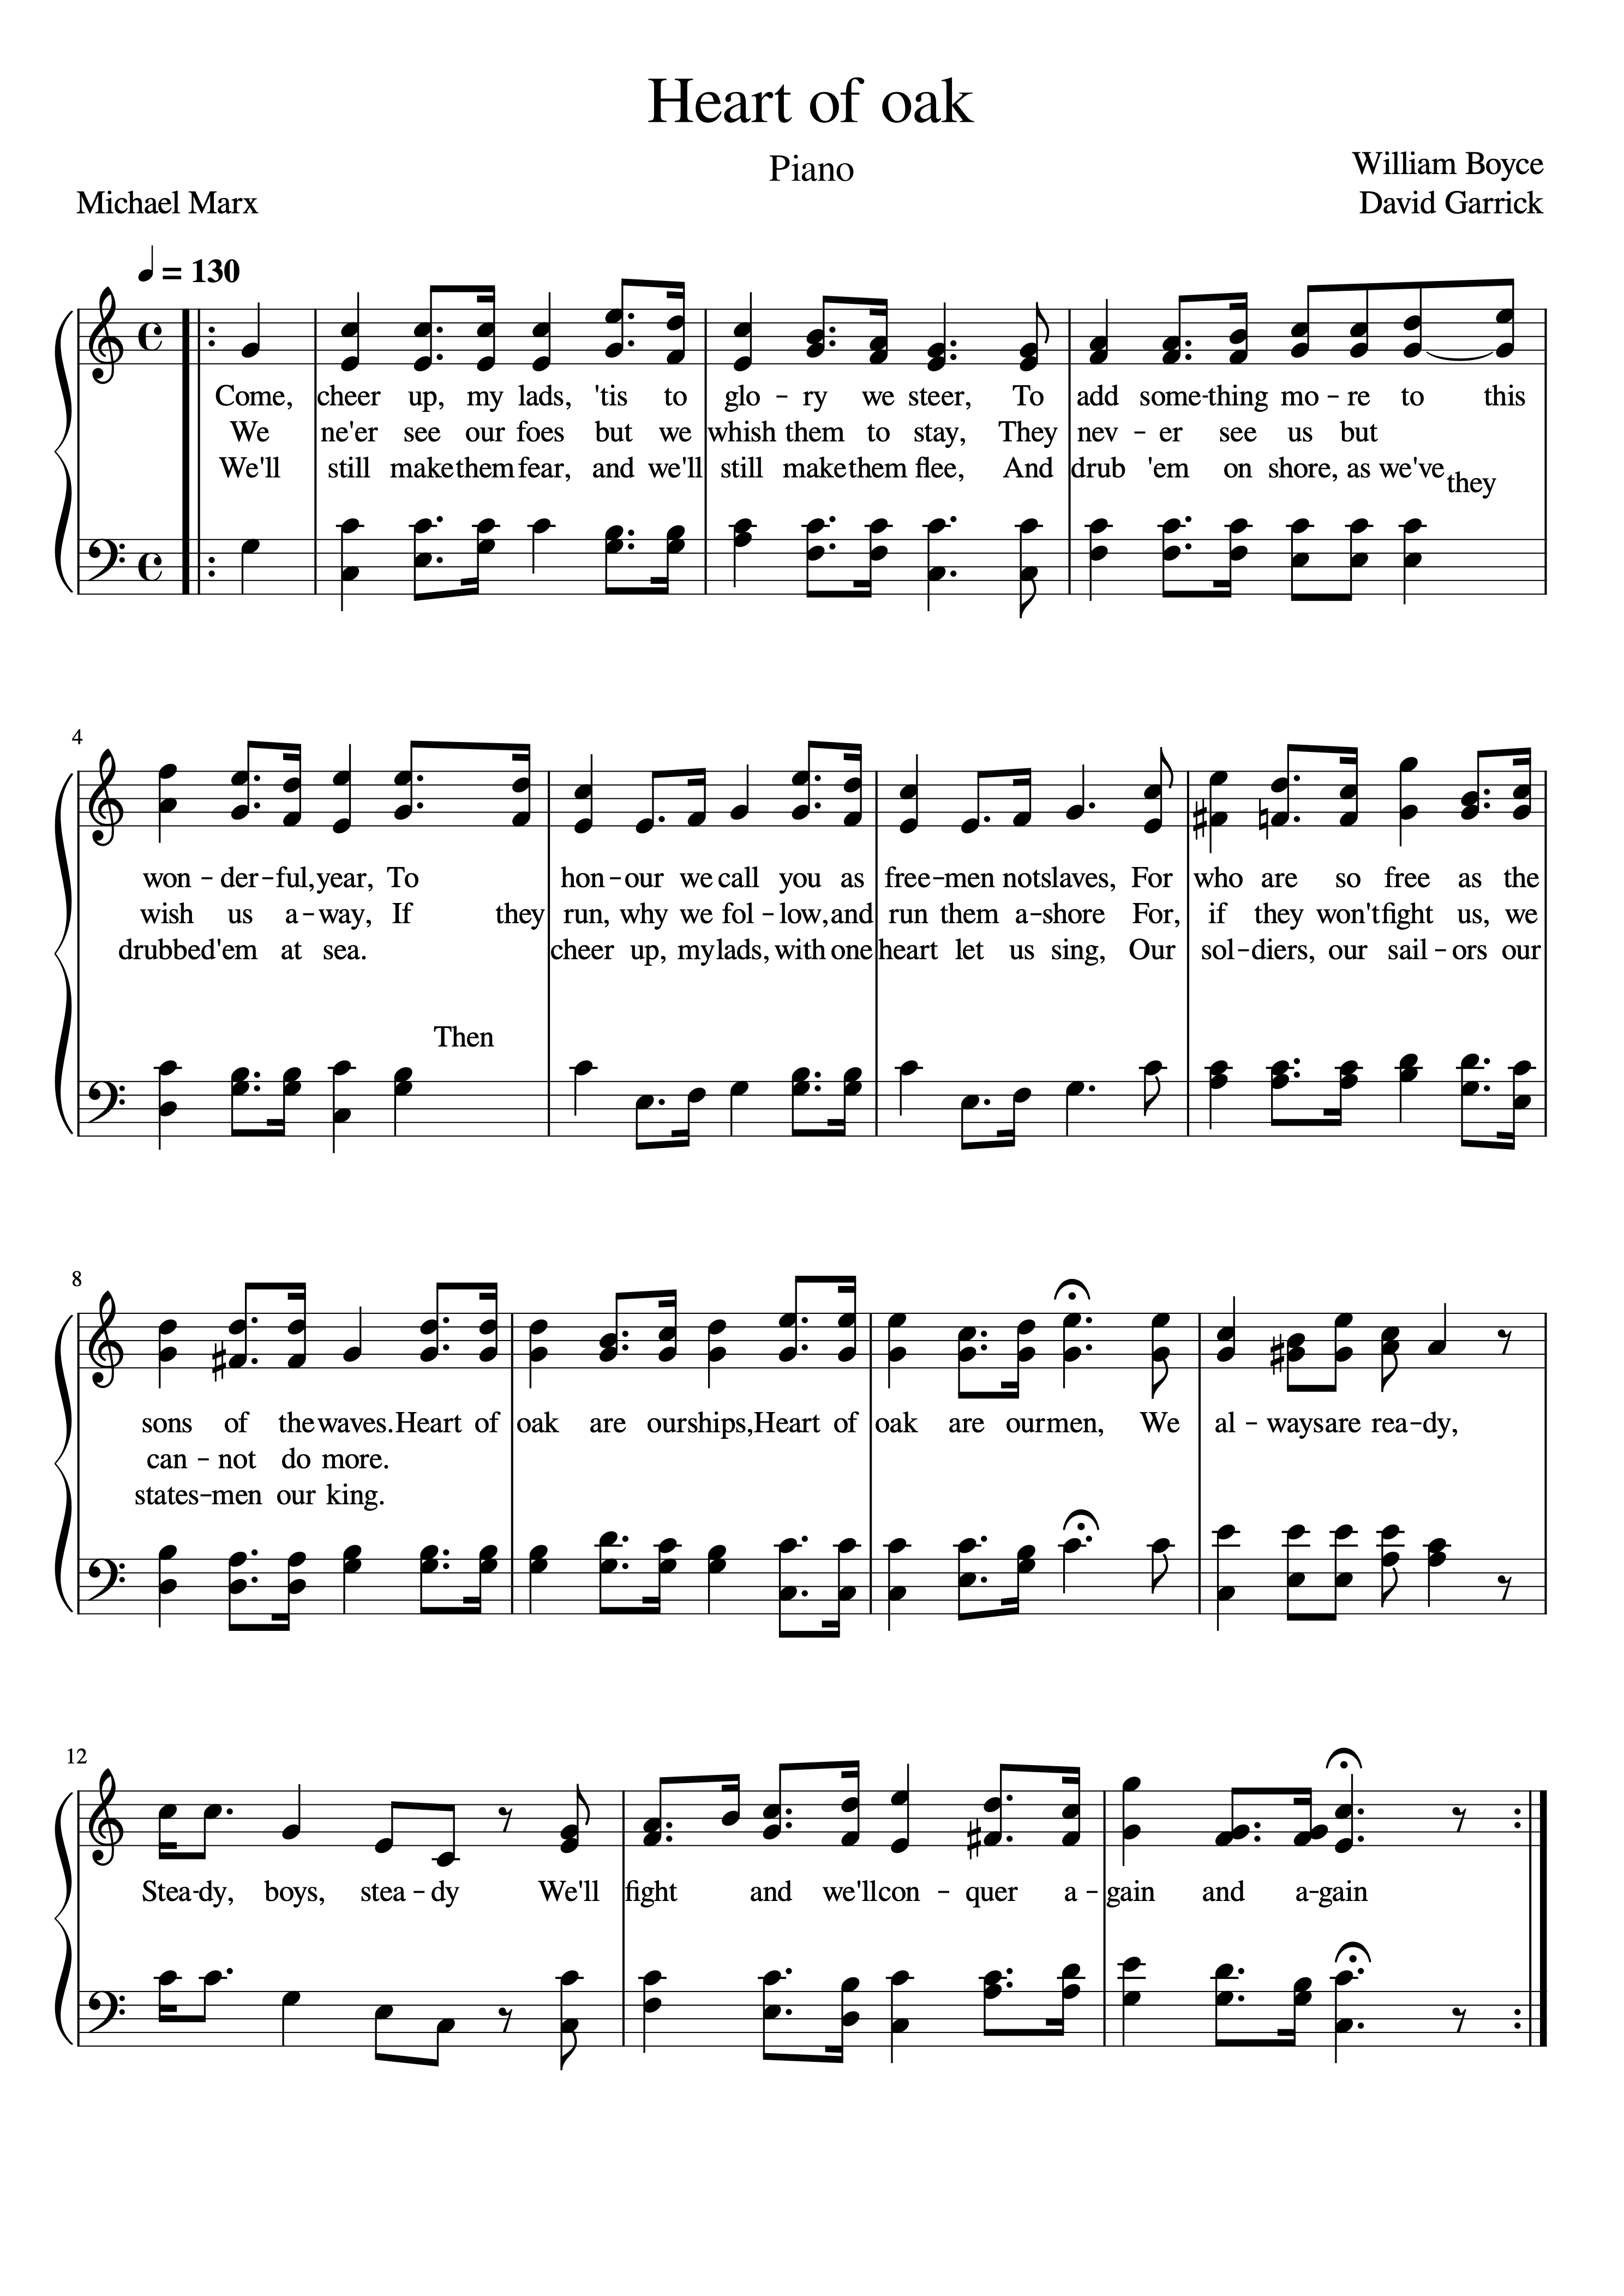 Heart of oak
Piano
William Boyce
Michael Marx
David Garrick
= 130
Come, cheer up, my lads, 'tis to glo - ry we steer, To add some-thing mo - re to this
We ne'er see our foes but we whish them to stay, They nev - er see us but
We'll still make them fear, and we'll still make them flee, And drub 'em on shore, as we've
they
4
won - der - ful, year, To hon - our we call you as free - men not slaves, For who are so free as the
wish us a - way, If they run, why we fol - low, and run them a - shore For, if they won't fight us, we
drubbed 'em at sea. cheer up, my lads, with one heart let us sing, Our sol - diers, our sail - ors our
Then
8
sons of the waves. Heart of oak are our ships, Heart of oak are our men, We al - ways are rea - dy,
can - not do more.
states - men our king.
12
Stea - dy, boys, stea - dy We'll fight and we'll con - quer a - gain and a - gain